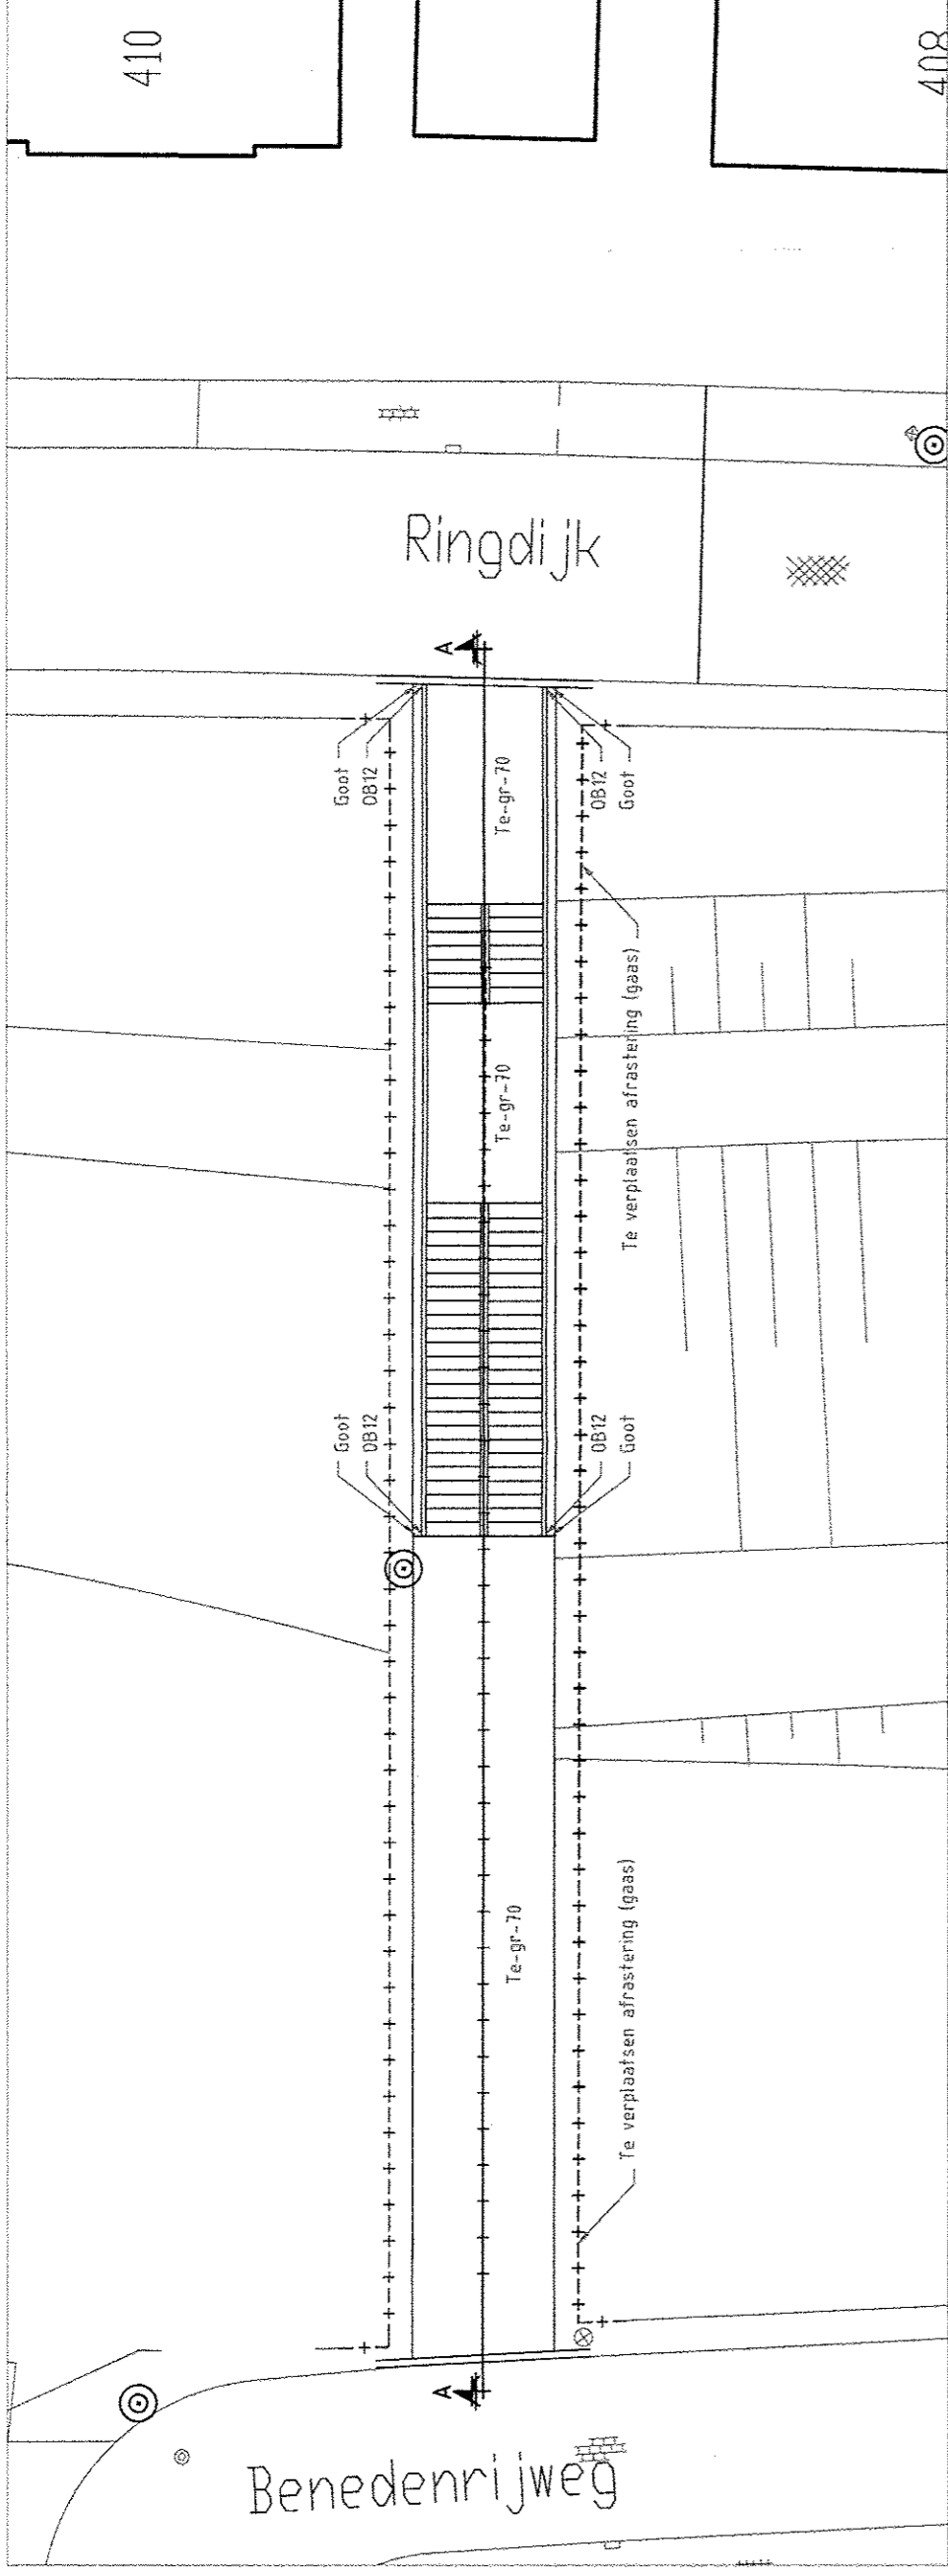 410
408
Ringdijk
A
Goot
OB12
Te-gr-70
OB12
Goot
Te verplaatsen afrastering (gaas)
Te-gr-70
Goot
OB12
OB12
Goot
Te-gr-70
Te verplaatsen afrastering (gaas)
A
Benedenrijweg